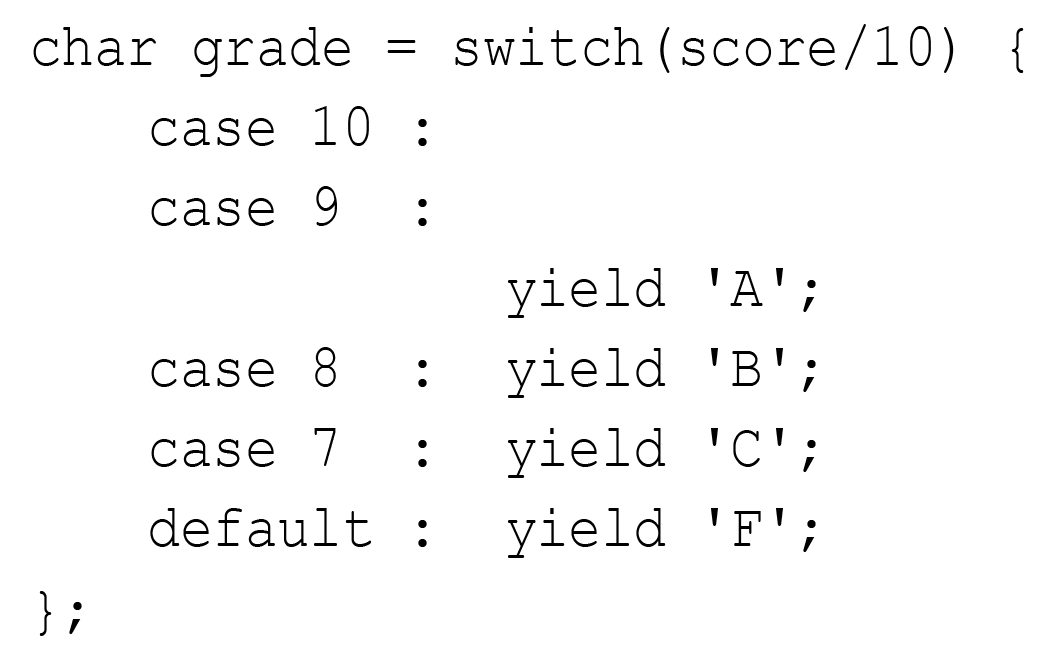 char grade = switch(score/10) {
case 10 :
case 9 :
yield 'A';
case 8 : yield 'B';
case 7 : yield 'C';
default : yield 'F';
};